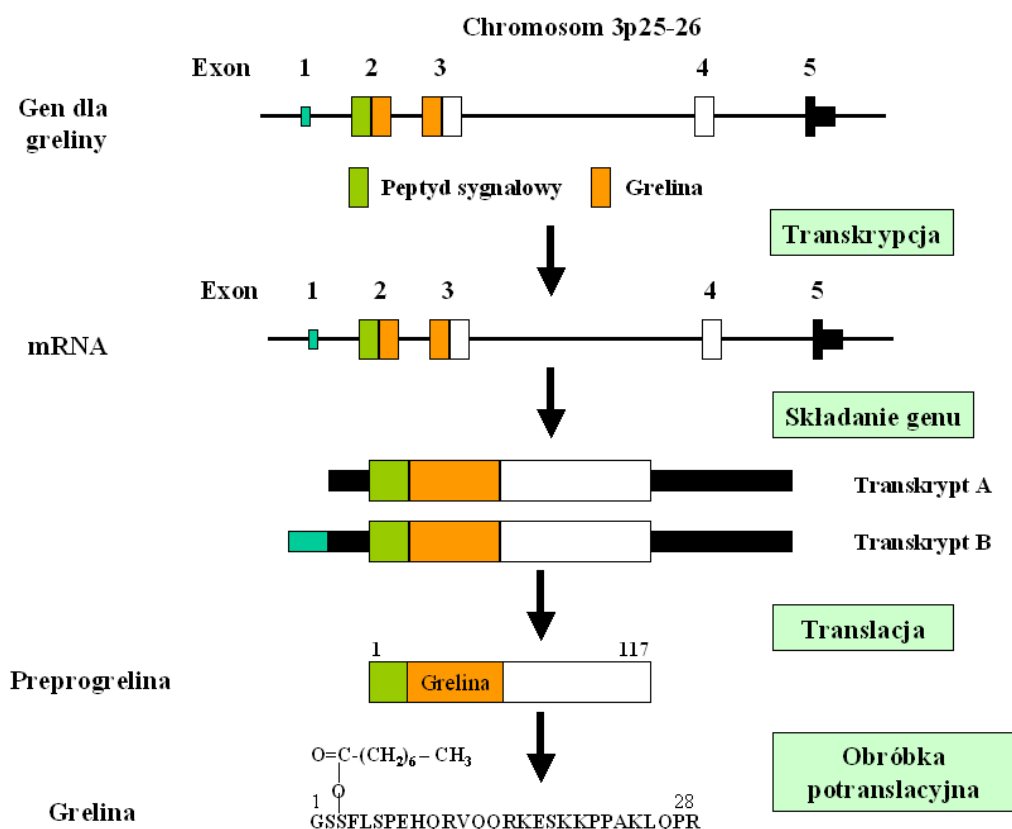 Chromosom 3p25-26
Exon 1 2 3 4 5
Gen dla
greliny
Peptyd sygnalowy
Grelina
Transkrypcja
Exon 1 2 3 4 5
mRNA
Składanie genu
Transkrypt A
Transkrypt B
Translacja
1 117
Preprogrelina
Grelina
O=C-(CH2)6 – CH3
O
Obróbka
potranslacyjna
1 28
Grelina
GSSFLSPEHQRVQQRKESKKPPAKLQPR